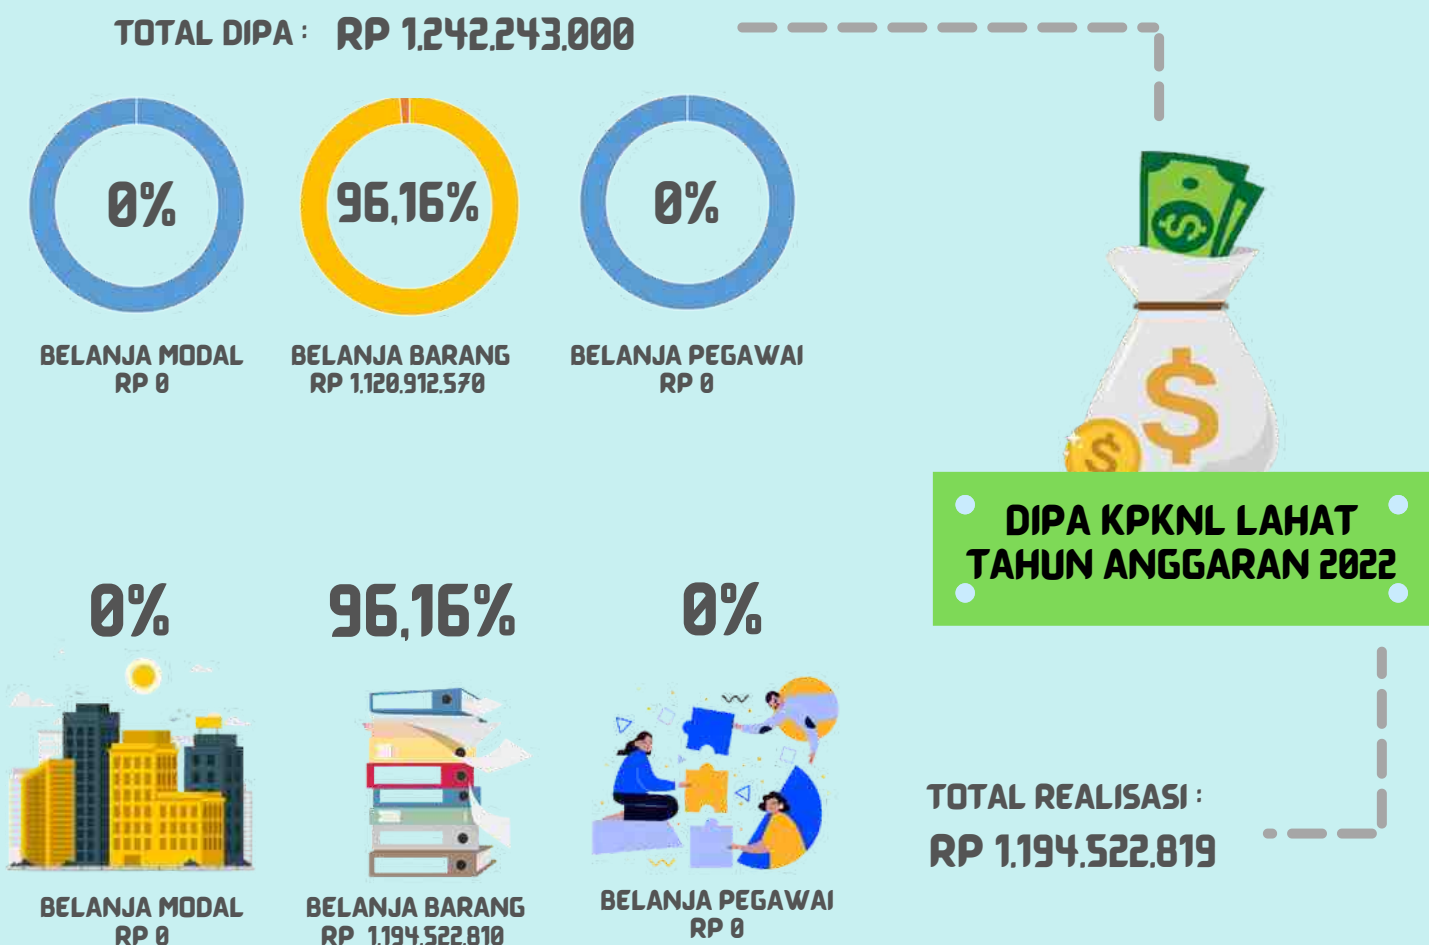 TOTAL DIPA : RP 1.242.243.000
0%
96,16%
0%
BELANJA MODAL
RP 0
BELANJA BARANG
RP 1.120.912.570
BELANJA PEGAWAI
RP 0
DIPA KPKNL LAHAT
TAHUN ANGGARAN 2022
0%
96,16%
0%
BELANJA MODAL
RP 0
BELANJA BARANG
RP 1.194.522.810
BELANJA PEGAWAI
RP 0
TOTAL REALISASI :
RP 1.194.522.819
$
$
$